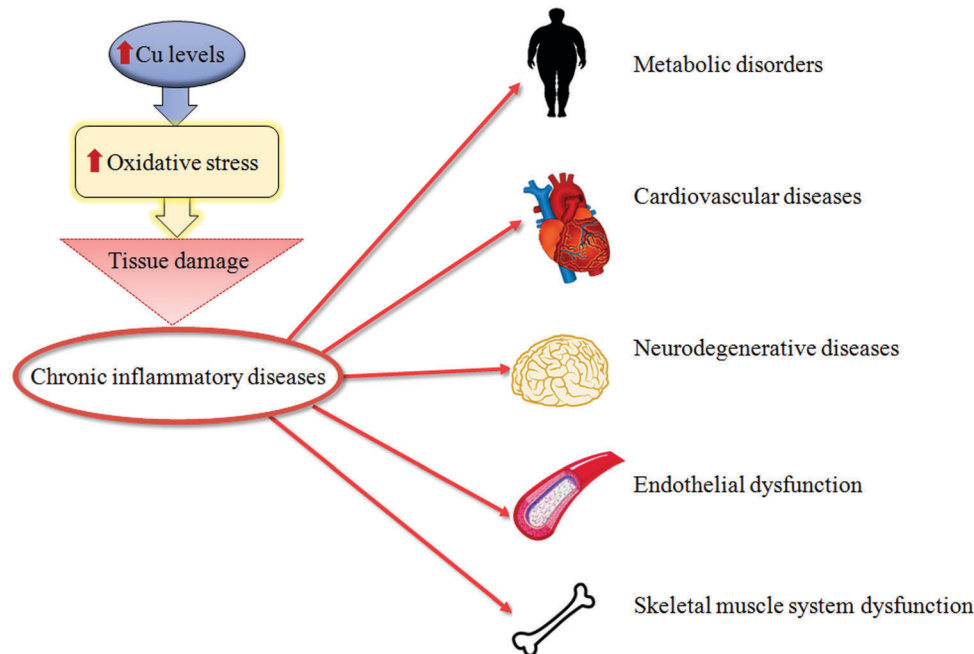 Cu levels
Oxidative stress
Tissue damage
Chronic inflammatory diseases
Metabolic disorders
Cardiovascular diseases
Neurodegenerative diseases
Endothelial dysfunction
Skeletal muscle system dysfunction